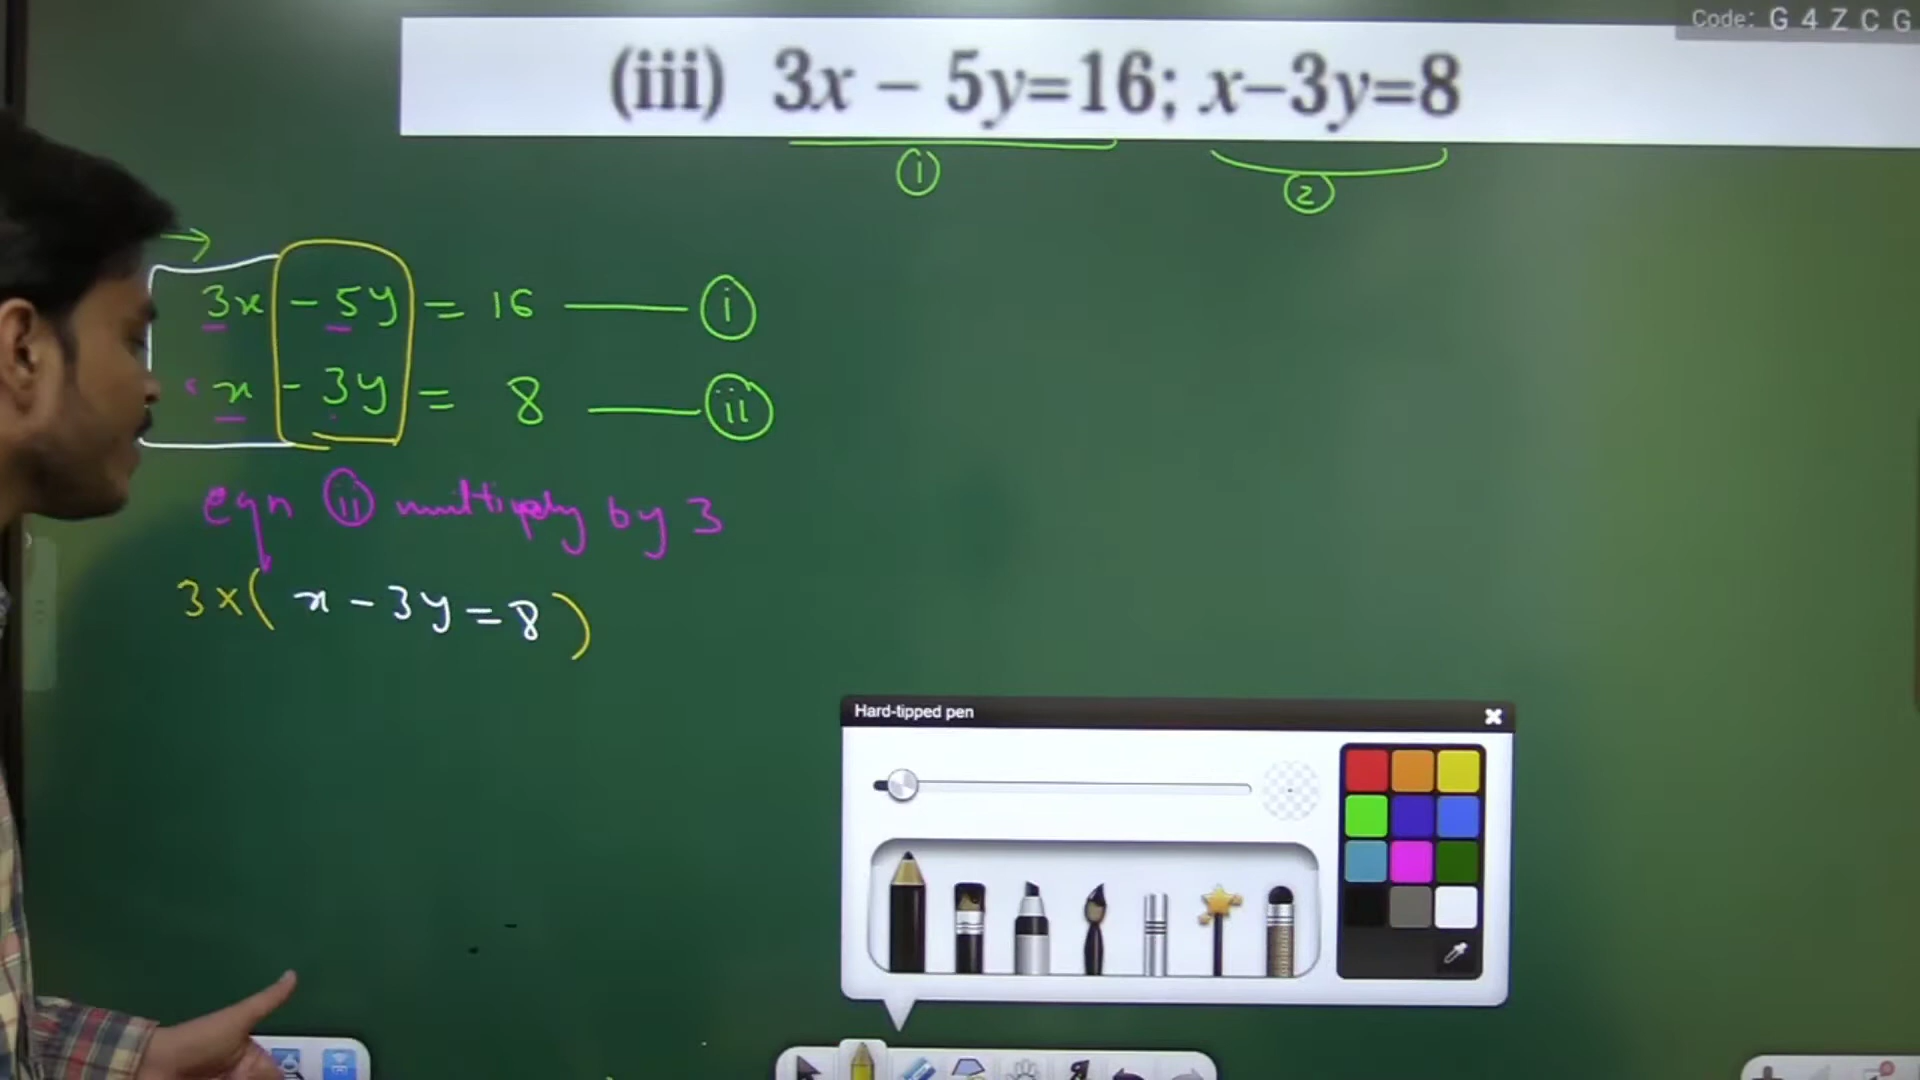 Code: G 4 Z C G
(iii) 3x – 5y=16; x–3y=8
① ②
3x - 5y = 16 —— ⓘ
x - 3y = 8 —— ⓘⓘ
eqn ⓘⓘ multiply by 3
3×( x - 3y = 8 )
Hard-tipped pen